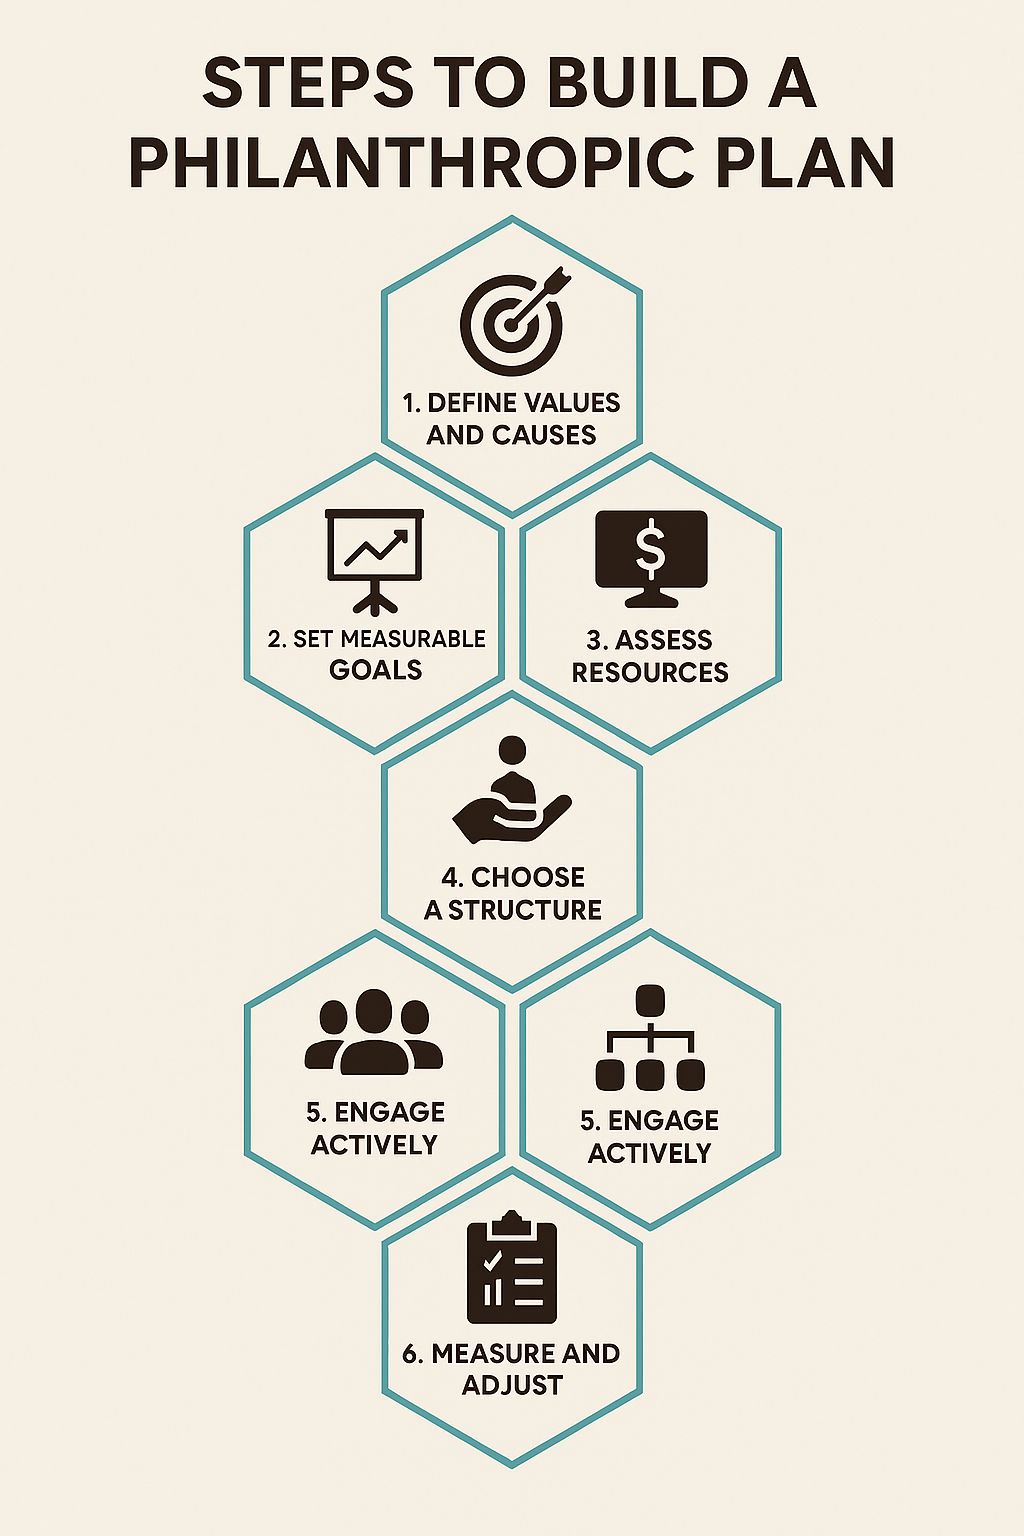 STEPS TO BUILD A
PHILANTHROPIC PLAN
1. DEFINE VALUES
AND CAUSES
2. SET MEASURABLE
GOALS
3. ASSESS
RESOURCES
4. CHOOSE
A STRUCTURE
5. ENGAGE
ACTIVELY
5. ENGAGE
ACTIVELY
6. MEASURE AND
ADJUST